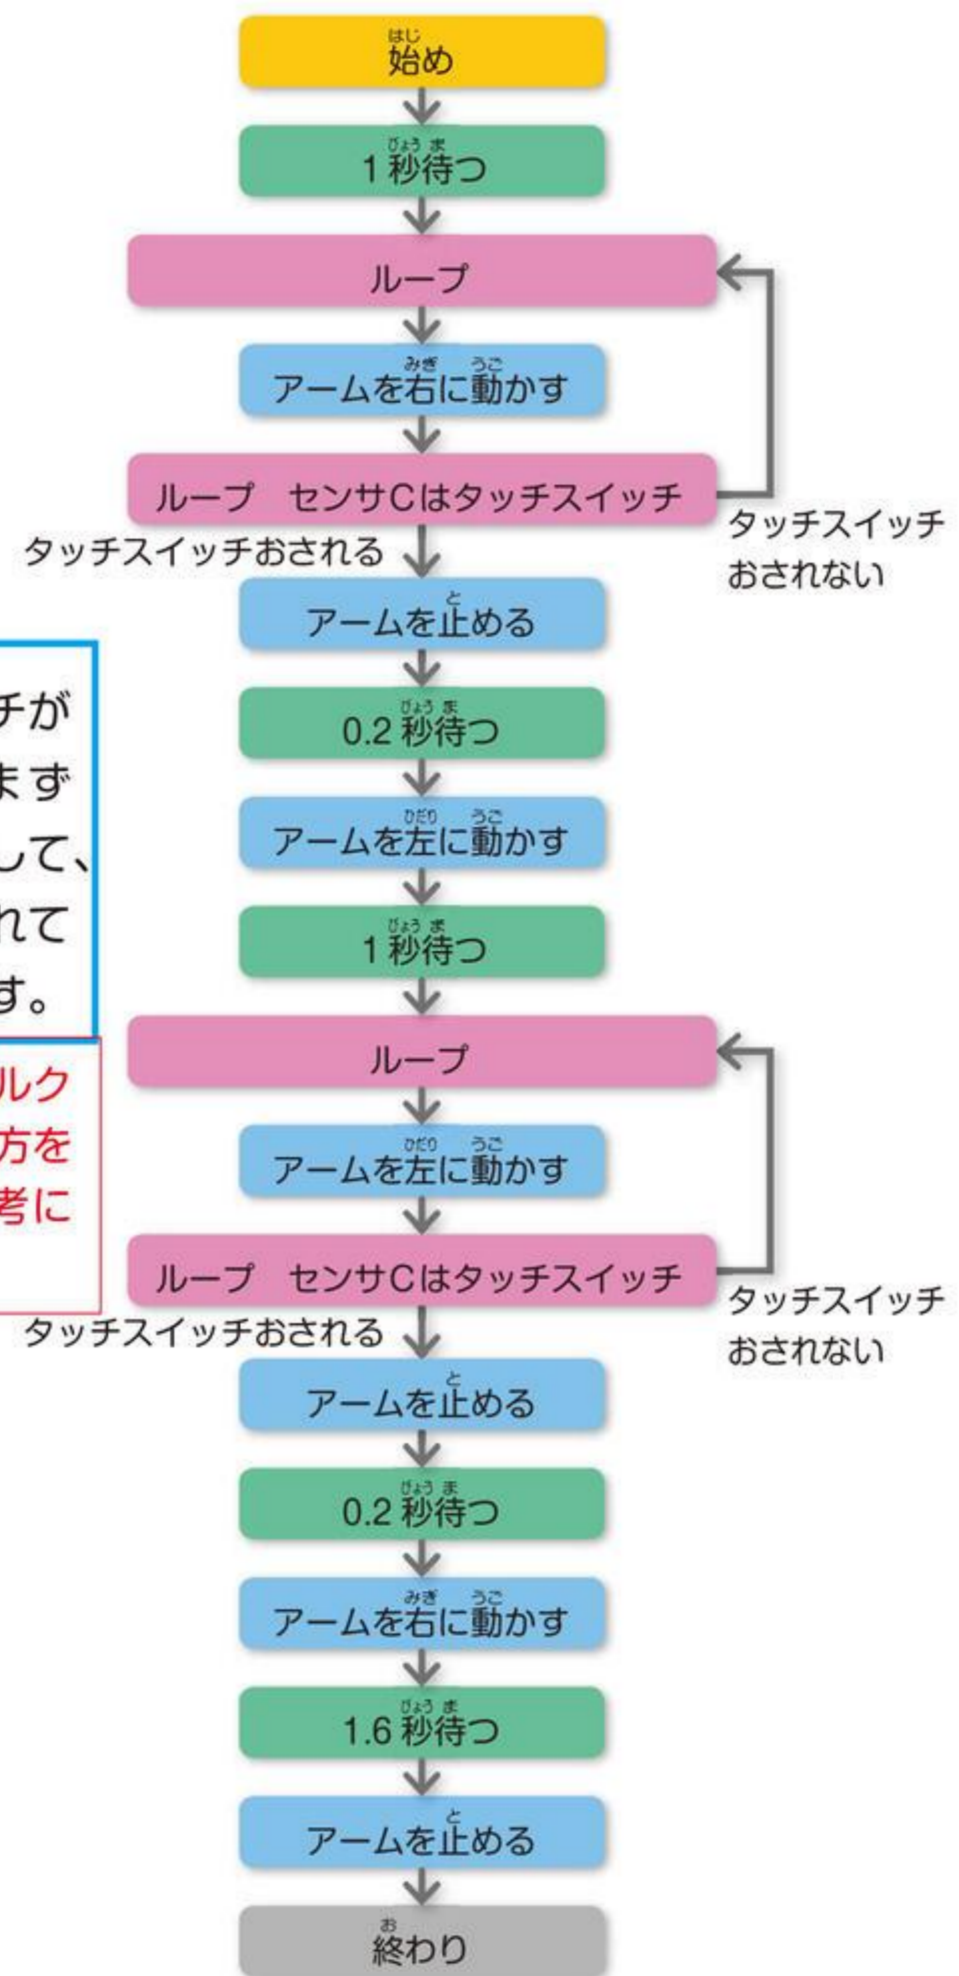 始め
1秒待つ
ループ
アームを右に動かす
ループ　センサCはタッチスイッチ
タッチスイッチ
おされない
タッチスイッチおされる
アームを止める
0.2秒待つ
アームを左に動かす
1秒待つ
ループ
アームを左に動かす
ループ　センサCはタッチスイッチ
タッチスイッチ
おされない
タッチスイッチおされる
アームを止める
0.2秒待つ
アームを右に動かす
1.6秒待つ
アームを止める
終わり
チが
まず
して、
れて
す。
ルク
方を
考に